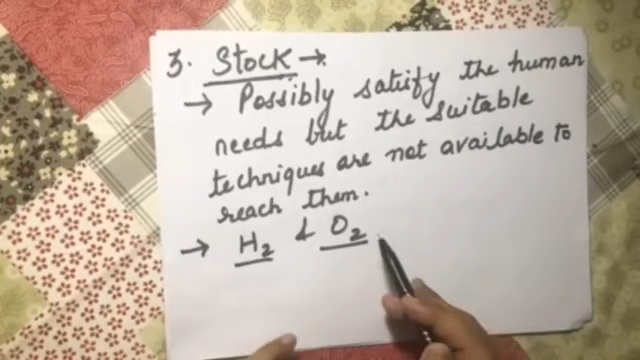 3. Stock →
→ Possibly satisfy the human
needs but the suitable
techniques are not available to
reach them.
→ H₂ & O₂